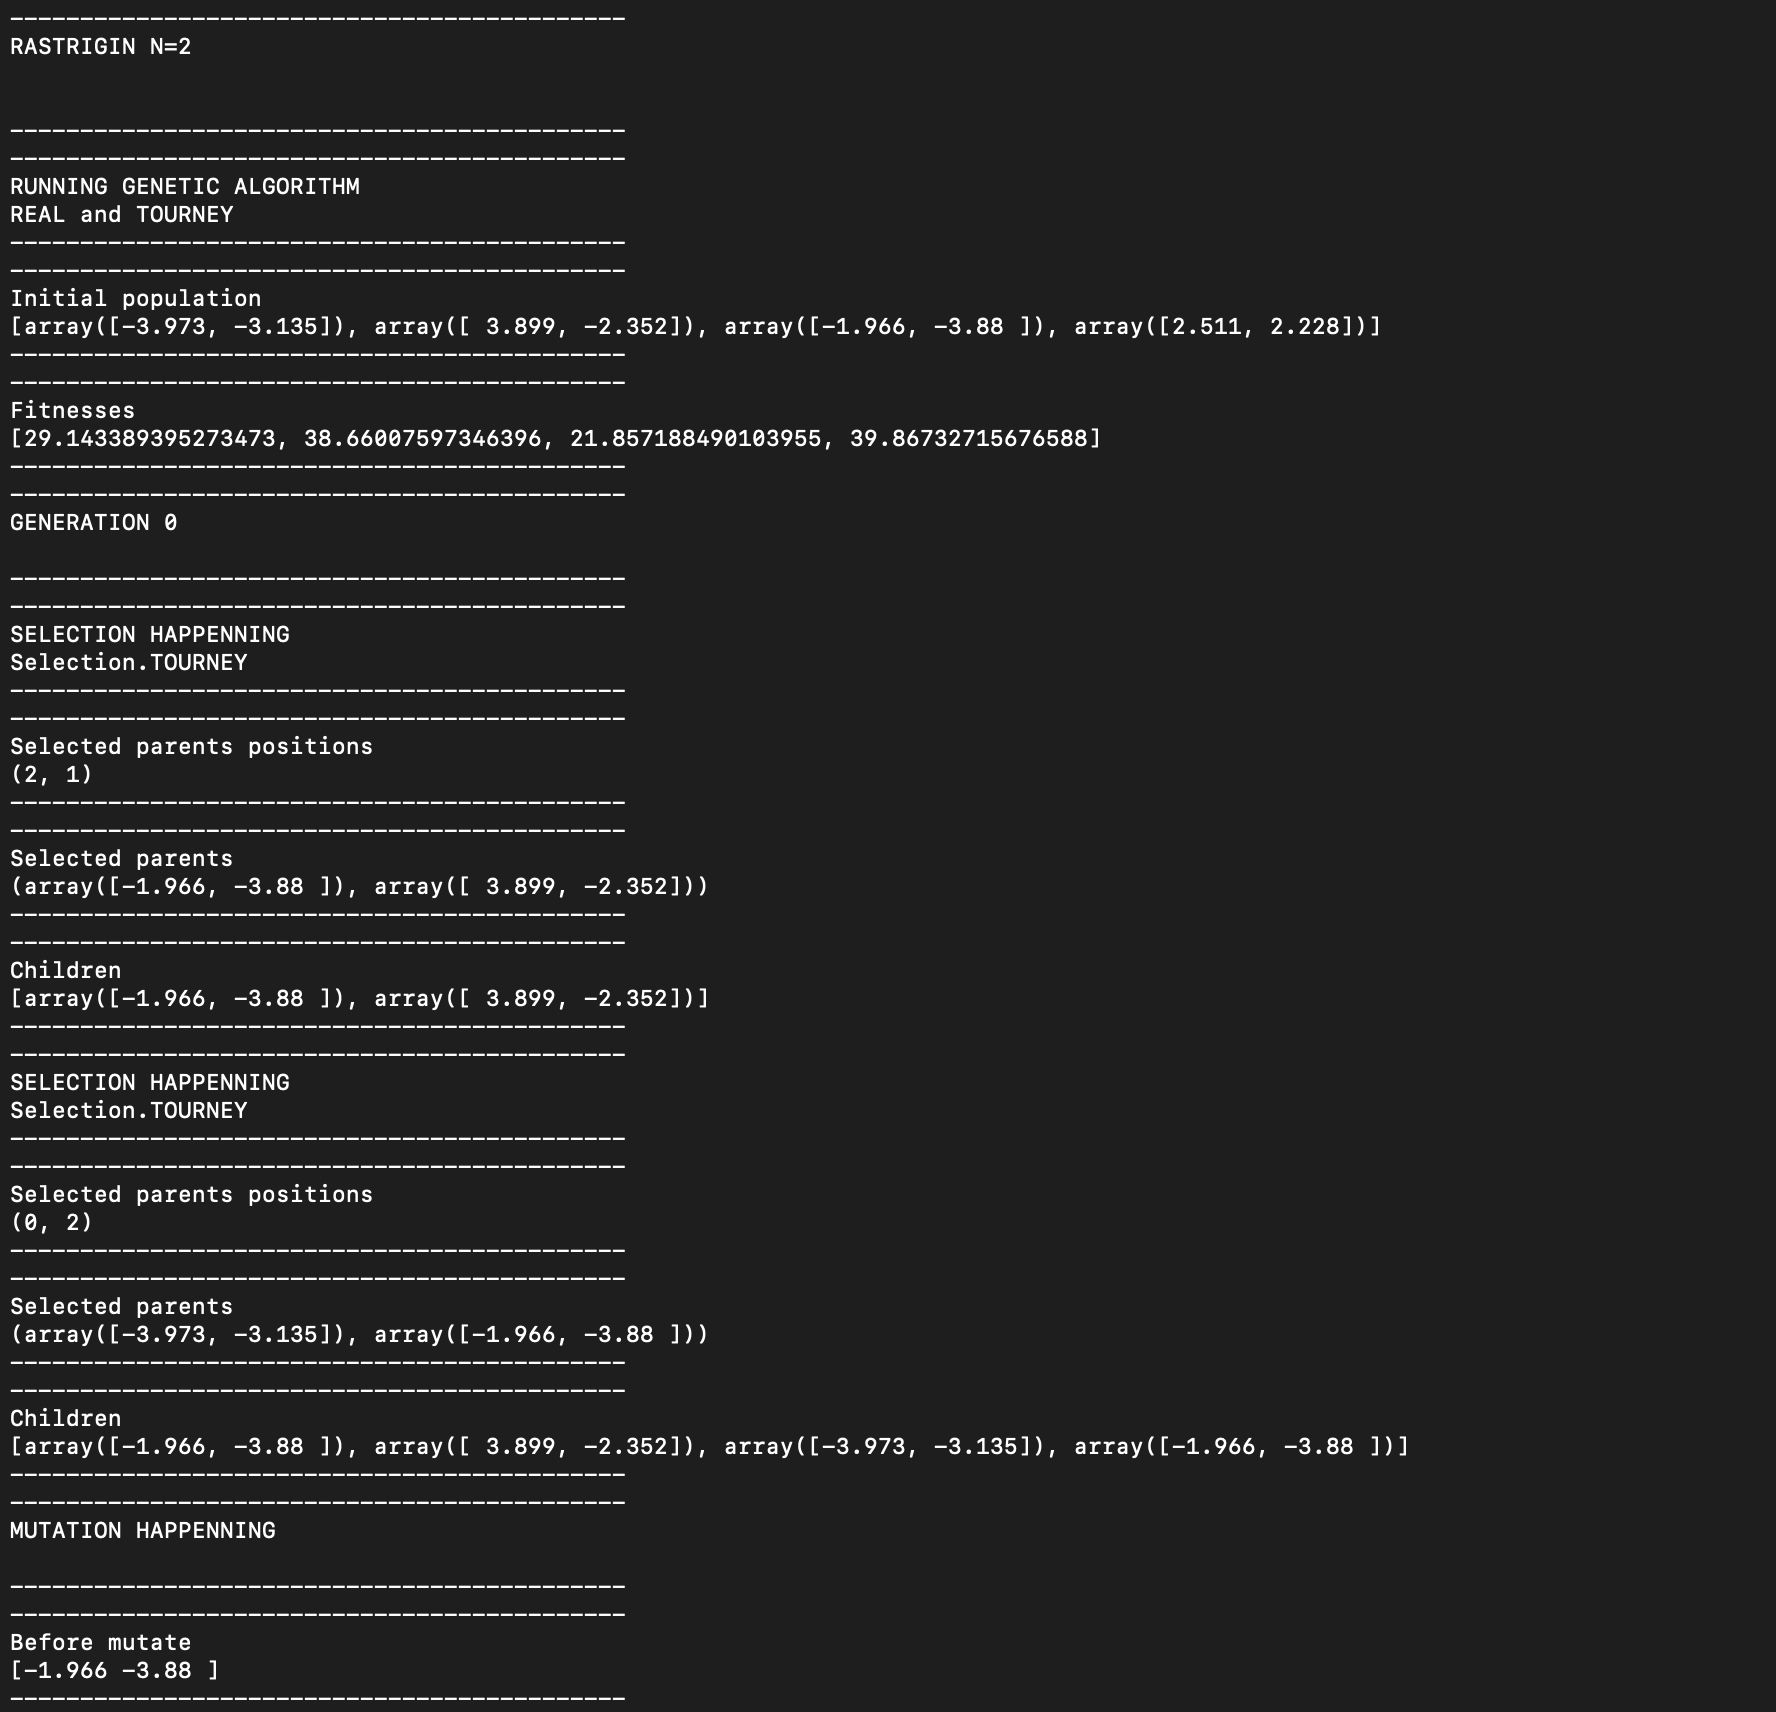 --------------------------------------------
RASTRIGIN N=2
--------------------------------------------
--------------------------------------------
RUNNING GENETIC ALGORITHM
REAL and TOURNEY
--------------------------------------------
--------------------------------------------
Initial population
[array([-3.973, -3.135]), array([ 3.899, -2.352]), array([-1.966, -3.88 ]), array([2.511, 2.228])]
--------------------------------------------
--------------------------------------------
Fitnesses
[29.143389395273473, 38.66007597346396, 21.857188490103955, 39.86732715676588]
--------------------------------------------
--------------------------------------------
GENERATION 0
--------------------------------------------
--------------------------------------------
SELECTION HAPPENNING
Selection.TOURNEY
--------------------------------------------
--------------------------------------------
Selected parents positions
(2, 1)
--------------------------------------------
--------------------------------------------
Selected parents
(array([-1.966, -3.88 ]), array([ 3.899, -2.352]))
--------------------------------------------
--------------------------------------------
Children
[array([-1.966, -3.88 ]), array([ 3.899, -2.352])]
--------------------------------------------
--------------------------------------------
SELECTION HAPPENNING
Selection.TOURNEY
--------------------------------------------
--------------------------------------------
Selected parents positions
(0, 2)
--------------------------------------------
--------------------------------------------
Selected parents
(array([-3.973, -3.135]), array([-1.966, -3.88 ]))
--------------------------------------------
--------------------------------------------
Children
[array([-1.966, -3.88 ]), array([ 3.899, -2.352]), array([-3.973, -3.135]), array([-1.966, -3.88 ])]
--------------------------------------------
--------------------------------------------
MUTATION HAPPENNING
--------------------------------------------
--------------------------------------------
Before mutate
[-1.966 -3.88 ]
--------------------------------------------